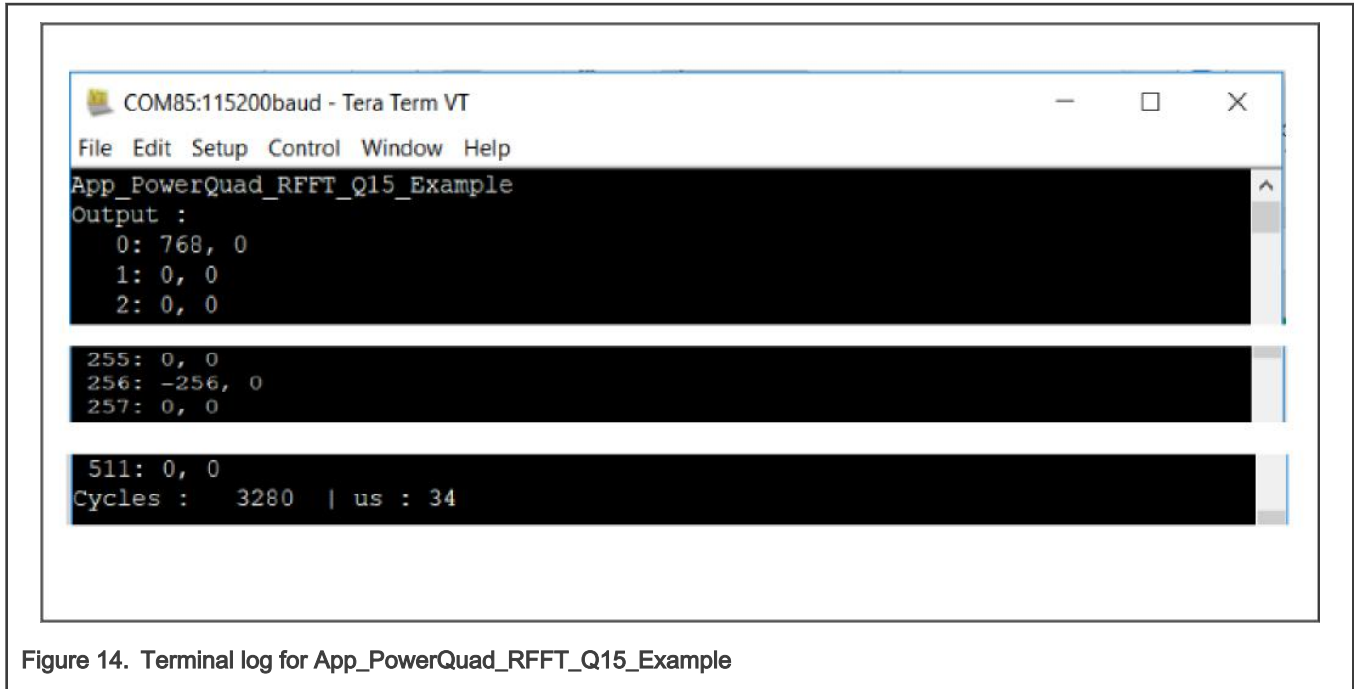 COM85:115200baud - Tera Term VT
File Edit Setup Control Window Help
App_PowerQuad_RFFT_Q15_Example
Output :
0: 768, 0
1: 0, 0
2: 0, 0
255: 0, 0
256: -256, 0
257: 0, 0
511: 0, 0
Cycles : 3280 | us : 34
Figure 14. Terminal log for App_PowerQuad_RFFT_Q15_Example